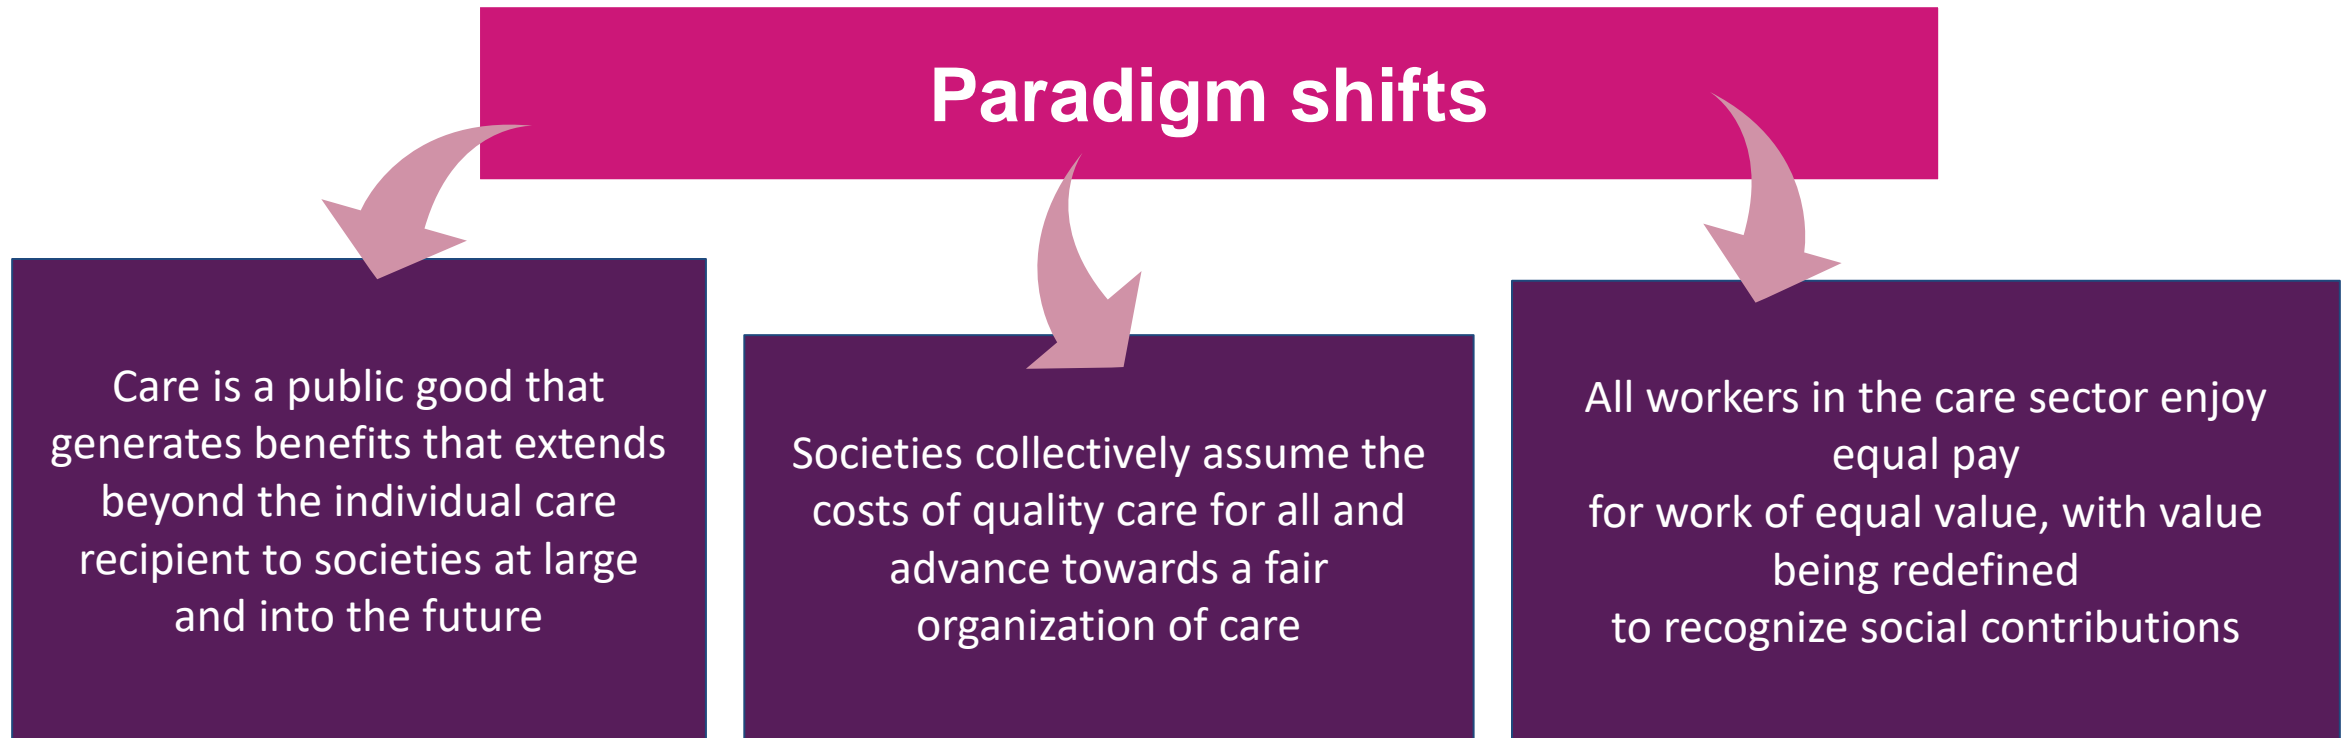 Paradigm shifts
Care is a public good that
generates benefits that extends
beyond the individual care
recipient to societies at large
and into the future
Societies collectively assume the
costs of quality care for all and
advance towards a fair
organization of care
All workers in the care sector enjoy
equal pay
for work of equal value, with value
being redefined
to recognize social contributions